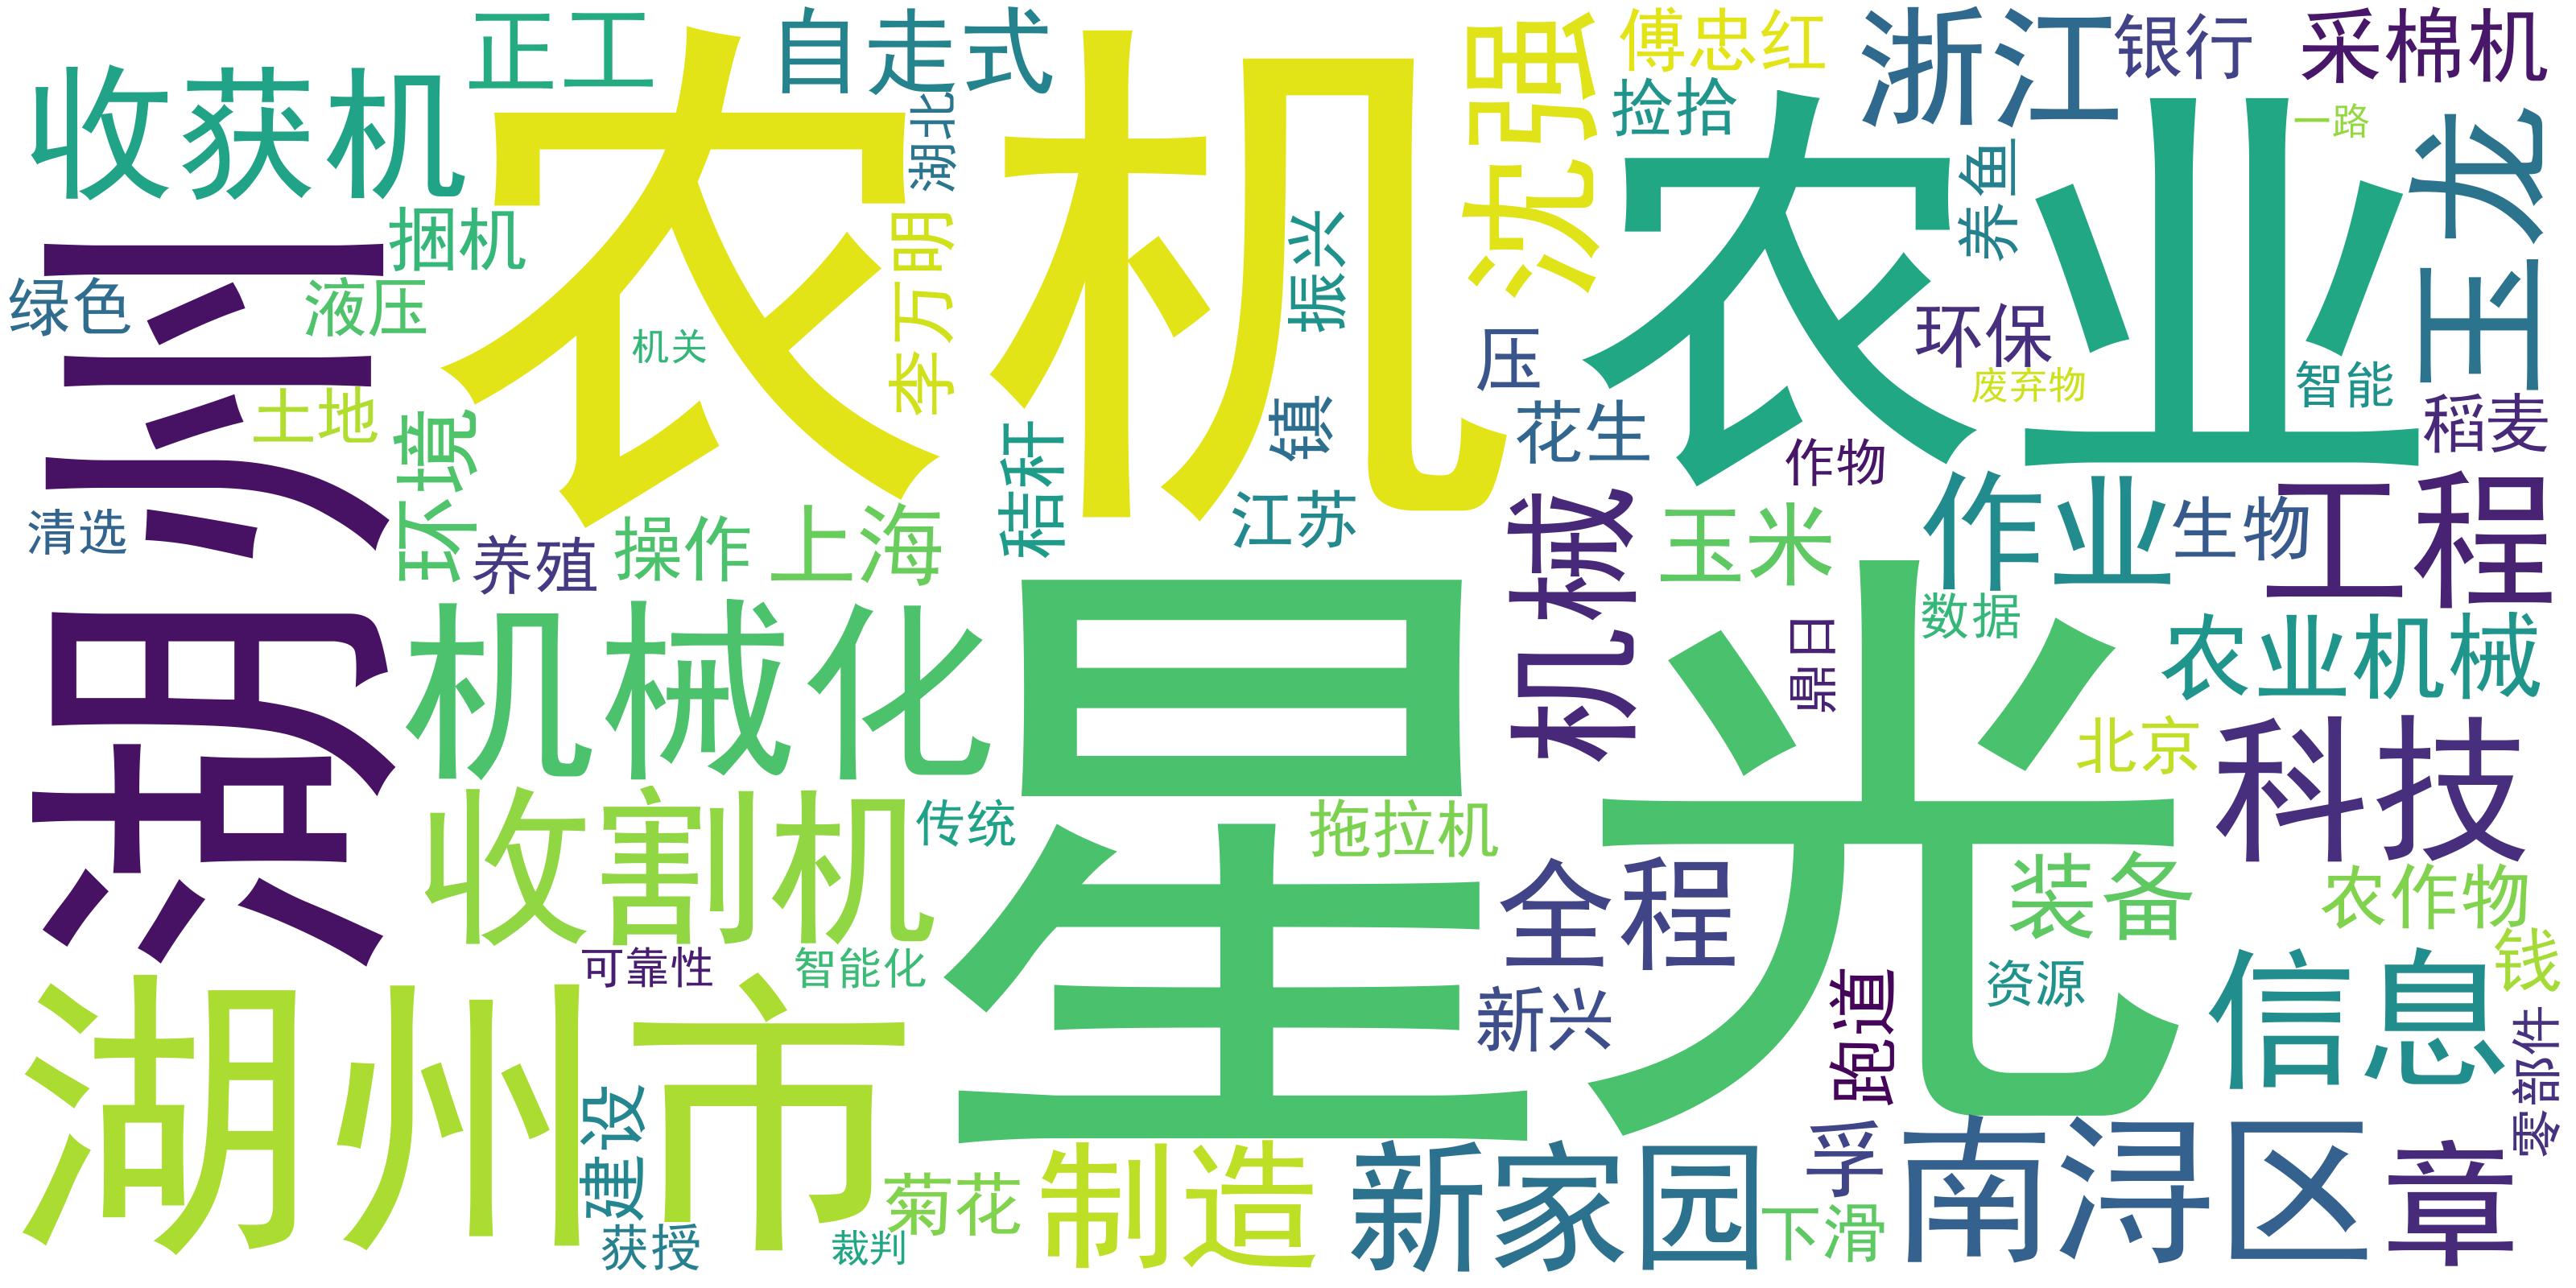 农机
星光
农业
湖州
湖州市
收获机
正工
自走式
湖北
沈强
傅忠红
捡拾
浙江
银行
采棉机
一路
玉龙
养鱼
捆机
绿色
液压
李万明
振兴
机关
土地
环境
压
环保
废弃物
智能
花生
镇
稻麦
秸秆
作物
江苏
清选
养殖
操作
上海
机械
玉米
作业
生物
工程
数据
鼎日
农业机械
机械化
北京
科技
收割机
传统
拖拉机
全程
装备
农作物
可靠性
智能化
资源
钱
信息
新兴
跑道
零部件
建设
获授
裁判
菊花
制造
新家园
下滑
孚
南浔区
章